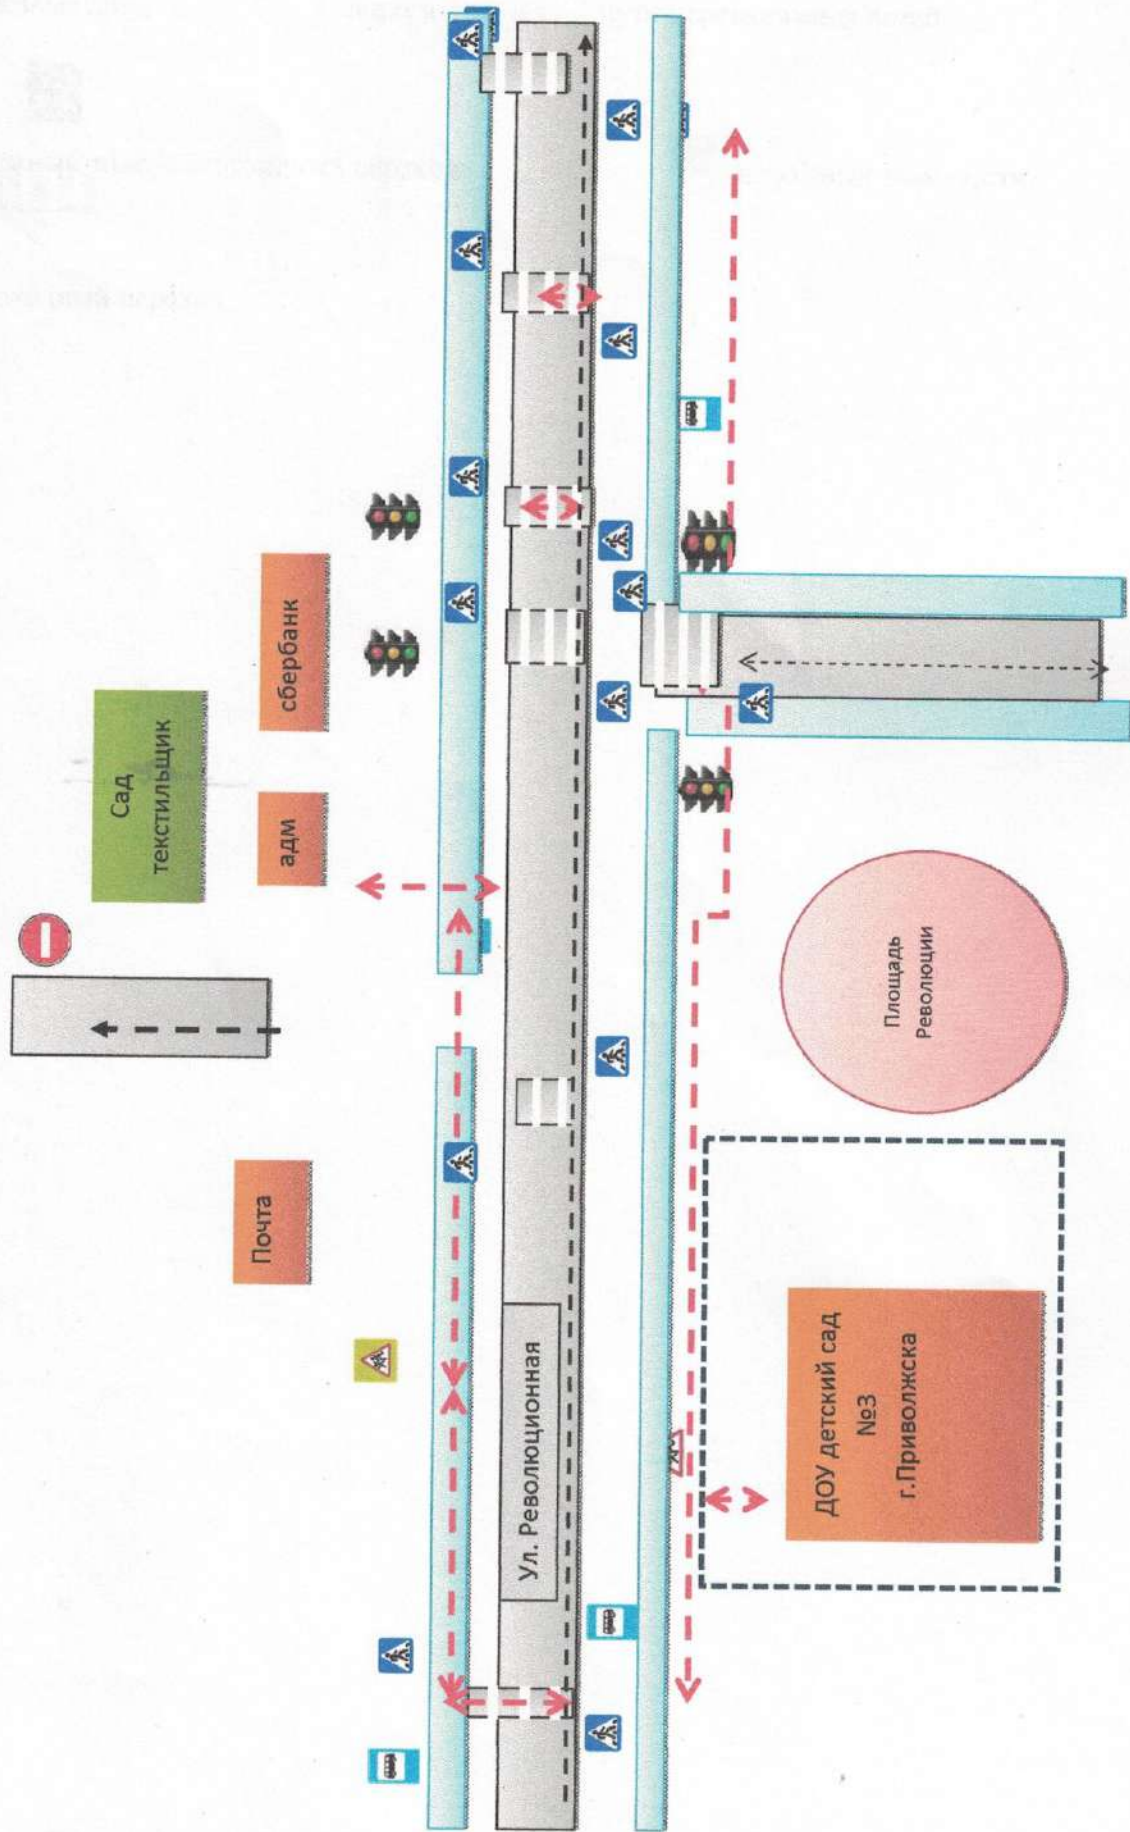 Сад
текстильщик
адм
сбербанк
Почта
Ул. Революционная
Площадь
Революции
ДОУ детский сад
№3
г.Приволжска